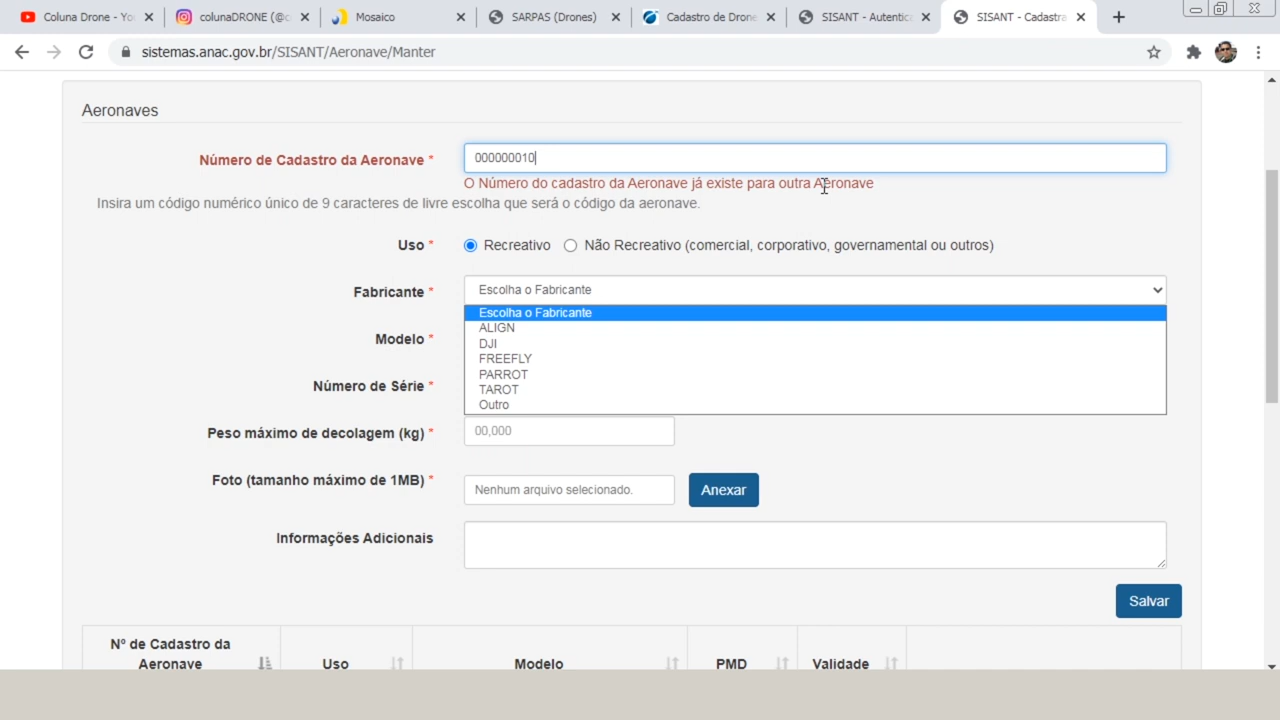 Coluna Drone - Yo
colunaDRONE (@c
Mosaico
SARPAS (Drones)
Cadastro de Drone
SISANT - Autentic
SISANT - Cadastra
sistemas.anac.gov.br/SISANT/Aeronave/Manter
Aeronaves
Número de Cadastro da Aeronave *
000000010
O Número do cadastro da Aeronave já existe para outra Aeronave
Insira um código numérico único de 9 caracteres de livre escolha que será o código da aeronave.
Uso *
Recreativo
Não Recreativo (comercial, corporativo, governamental ou outros)
Fabricante *
Escolha o Fabricante
Escolha o Fabricante
ALIGN
DJI
FREEFLY
PARROT
TAROT
Outro
Modelo *
Número de Série *
Peso máximo de decolagem (kg) *
00,000
Foto (tamanho máximo de 1MB) *
Nenhum arquivo selecionado.
Anexar
Informações Adicionais
Salvar
Nº de Cadastro da
Aeronave
Uso
Modelo
PMD
Validade